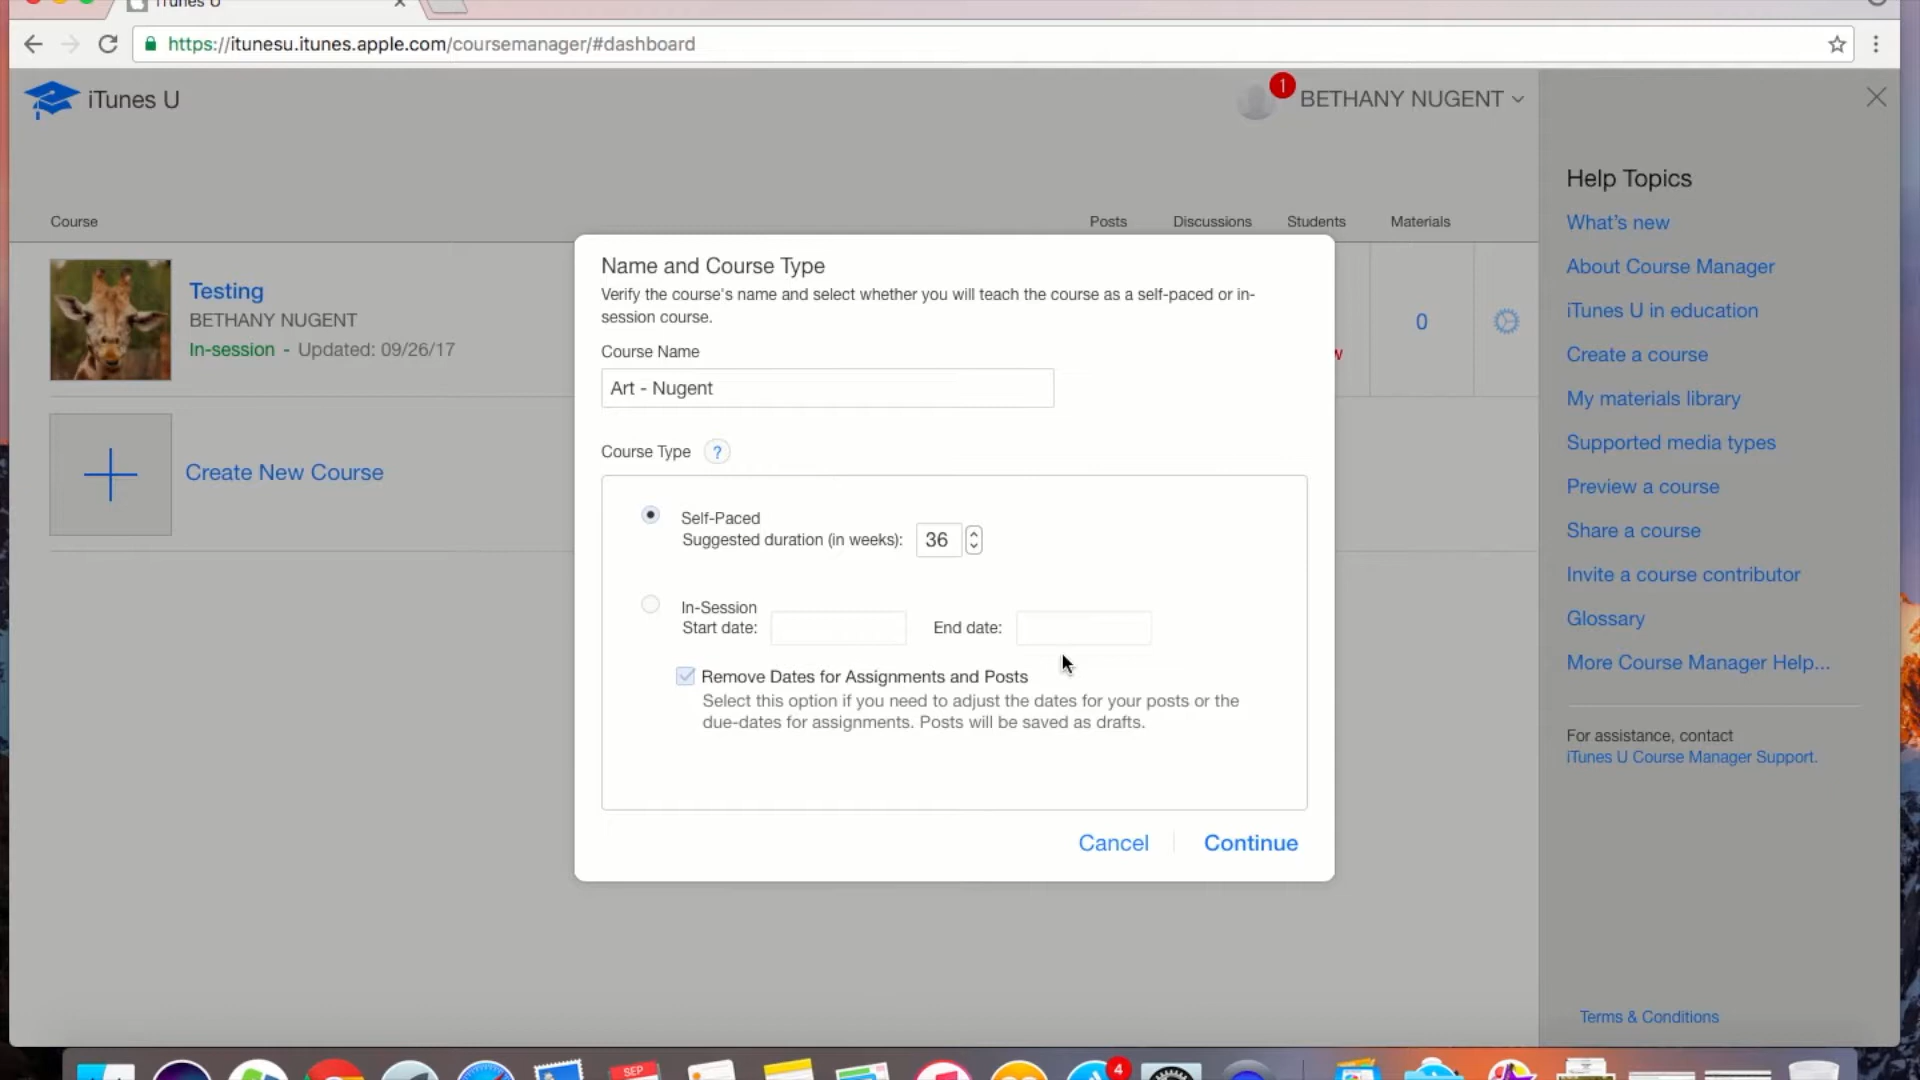 iTunes U
https://itunesu.itunes.apple.com/coursemanager/#dashboard
iTunes U
1
BETHANY NUGENT
Course
Posts
Discussions
Students
Materials
Testing
BETHANY NUGENT
In-session - Updated: 09/26/17
0
w
Create New Course
Name and Course Type
Verify the course's name and select whether you will teach the course as a self-paced or in-
session course.
Course Name
Art - Nugent
Course Type ?
Self-Paced
Suggested duration (in weeks): 36
In-Session
Start date: End date:
Remove Dates for Assignments and Posts
Select this option if you need to adjust the dates for your posts or the
due-dates for assignments. Posts will be saved as drafts.
Cancel
Continue
Help Topics
What's new
About Course Manager
iTunes U in education
Create a course
My materials library
Supported media types
Preview a course
Share a course
Invite a course contributor
Glossary
More Course Manager Help...
For assistance, contact
iTunes U Course Manager Support.
Terms & Conditions
SEP
4